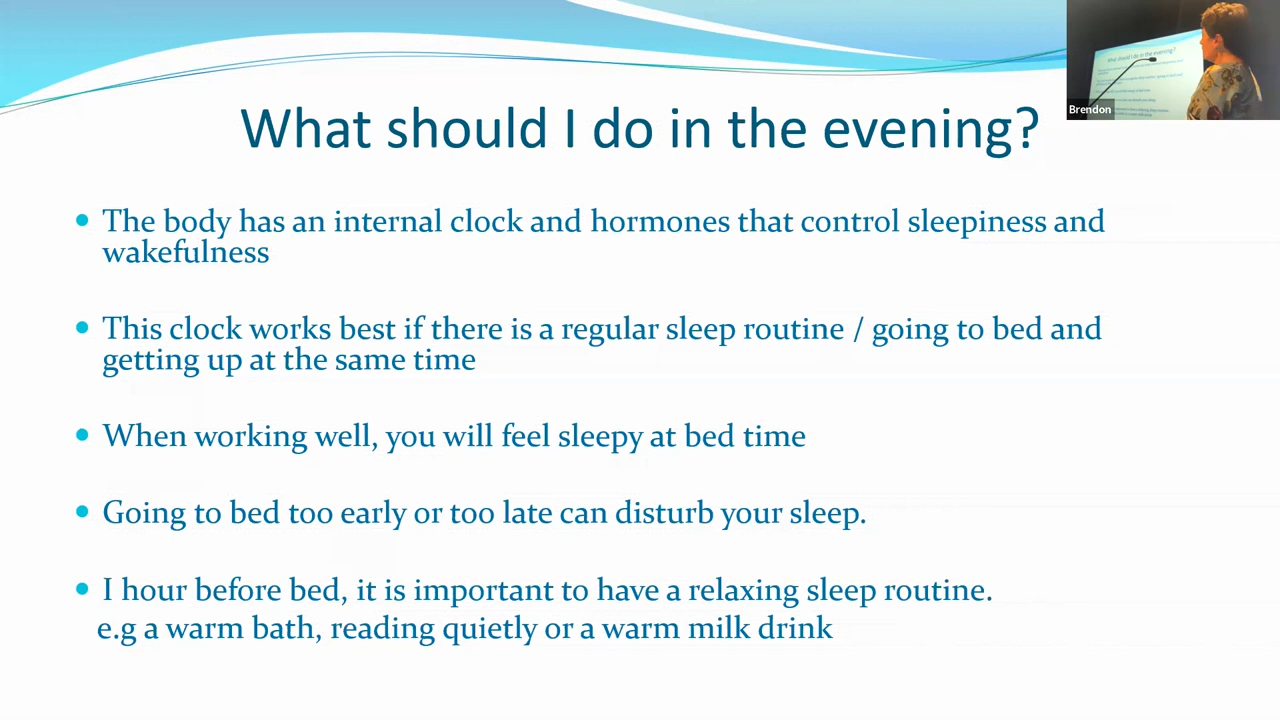 What should I do in the evening?
Brendon
The body has an internal clock and hormones that control sleepiness and
wakefulness
This clock works best if there is a regular sleep routine / going to bed and
getting up at the same time
When working well, you will feel sleepy at bed time
Going to bed too early or too late can disturb your sleep.
I hour before bed, it is important to have a relaxing sleep routine.
e.g a warm bath, reading quietly or a warm milk drink